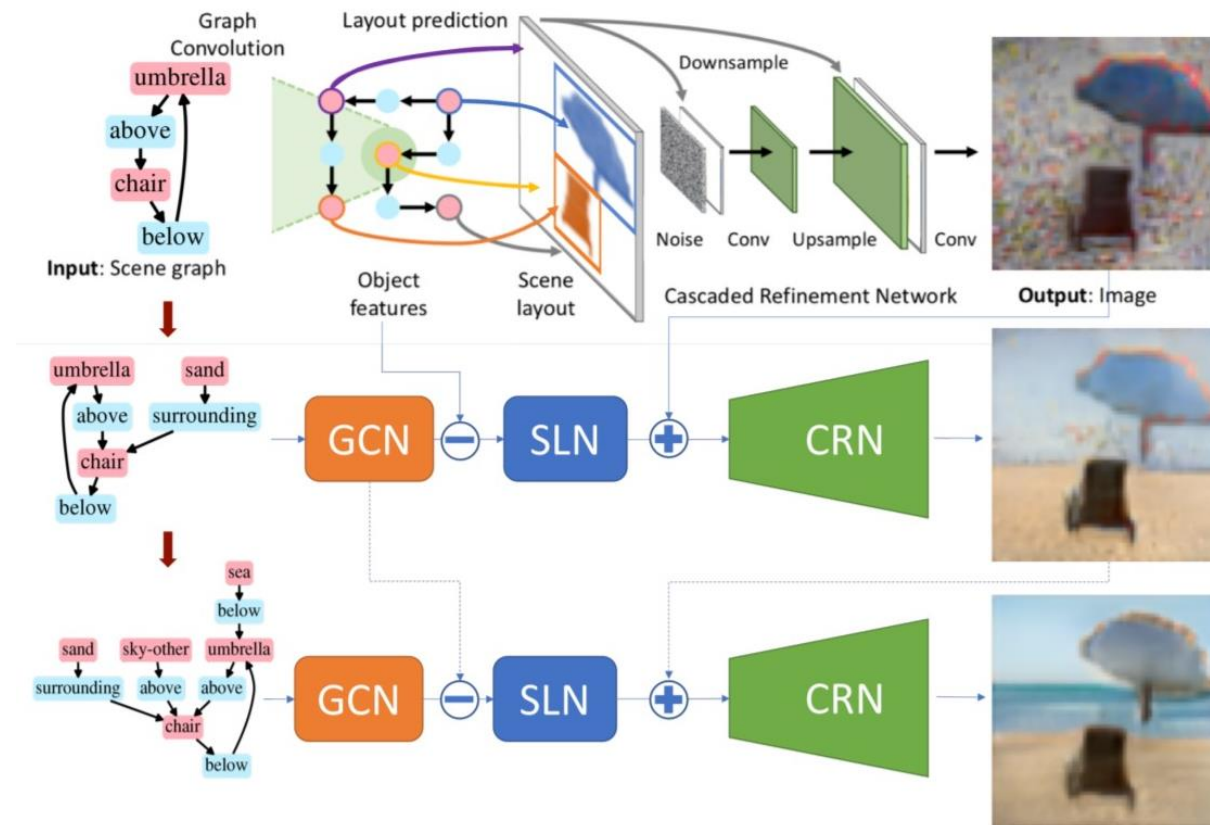 Graph
Convolution
Layout prediction
umbrella
above
chair
below
Input: Scene graph
Object
features
Scene
layout
Downsample
Noise
Conv
Upsample
Conv
Cascaded Refinement Network
Output: Image
umbrella
sand
above
surrounding
chair
below
GCN
SLN
CRN
sea
below
sand
sky-other
umbrella
surrounding
above
above
chair
below
GCN
SLN
CRN